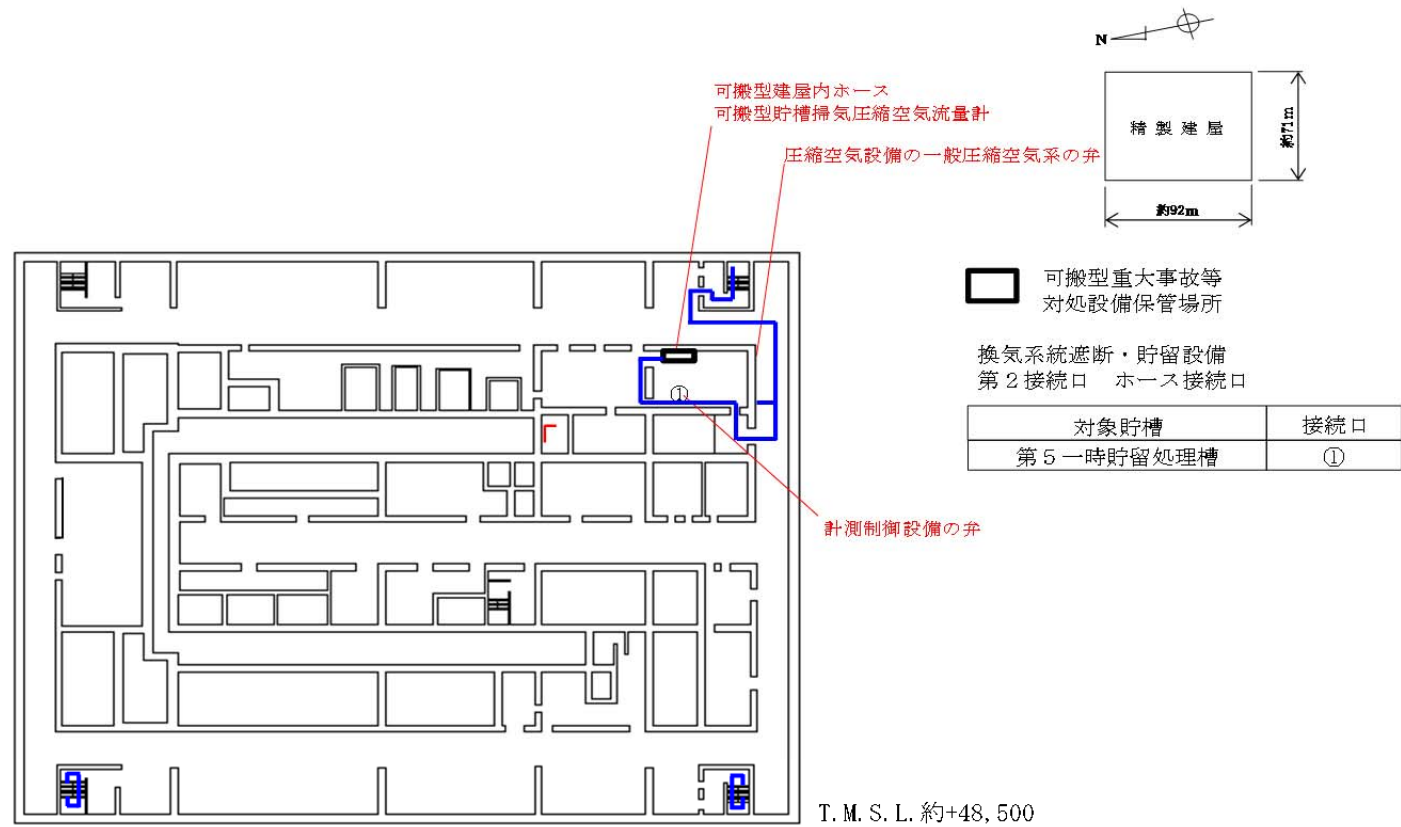 N
可搬型建屋内ホース
可搬型貯槽掃気圧縮空気流量計
圧縮空気設備の一般圧縮空気系の弁
精製建屋
約71m
約92m
可搬型重大事故等
対処設備保管場所
換気系統遮断・貯留設備
第2接続口 ホース接続口
対象貯槽 接続口
第5一時貯留処理槽 ①
①
計測制御設備の弁
T.M.S.L.約+48,500